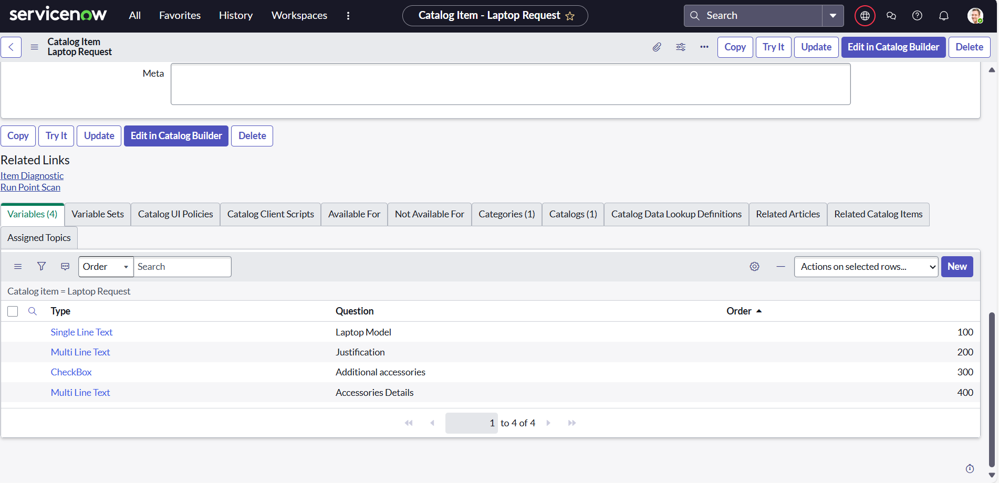 servicenow All Favorites History Workspaces Catalog Item - Laptop Request Search
Catalog Item
Laptop Request
Copy Try It Update Edit in Catalog Builder Delete
Meta
Copy Try It Update Edit in Catalog Builder Delete
Related Links
Item Diagnostic
Run Point Scan
Variables (4) Variable Sets Catalog UI Policies Catalog Client Scripts Available For Not Available For Categories (1) Catalogs (1) Catalog Data Lookup Definitions Related Articles Related Catalog Items
Assigned Topics
Order Search Actions on selected rows... New
Catalog item = Laptop Request
Type Question Order
Single Line Text Laptop Model 100
Multi Line Text Justification 200
CheckBox Additional accessories 300
Multi Line Text Accessories Details 400
1 to 4 of 4